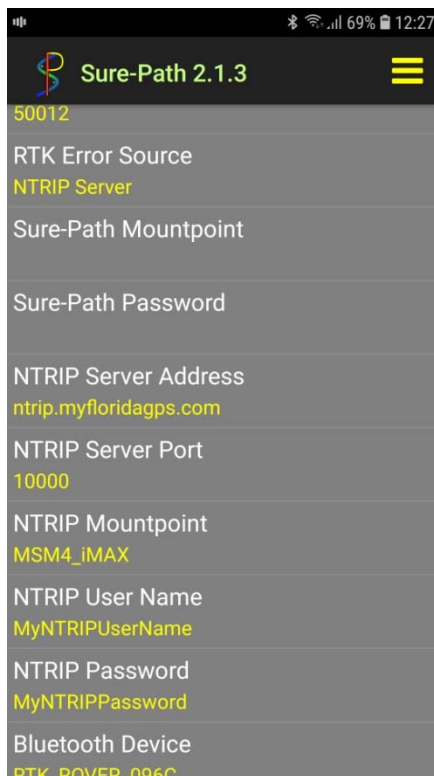 69% 12:27
Sure-Path 2.1.3
50012
RTK Error Source
NTRIP Server
Sure-Path Mountpoint
Sure-Path Password
NTRIP Server Address
ntrip.myfloridagps.com
NTRIP Server Port
10000
NTRIP Mountpoint
MSM4_iMAX
NTRIP User Name
MyNTRIPUserName
NTRIP Password
MyNTRIPPassword
Bluetooth Device
RTK_ROVER_096C